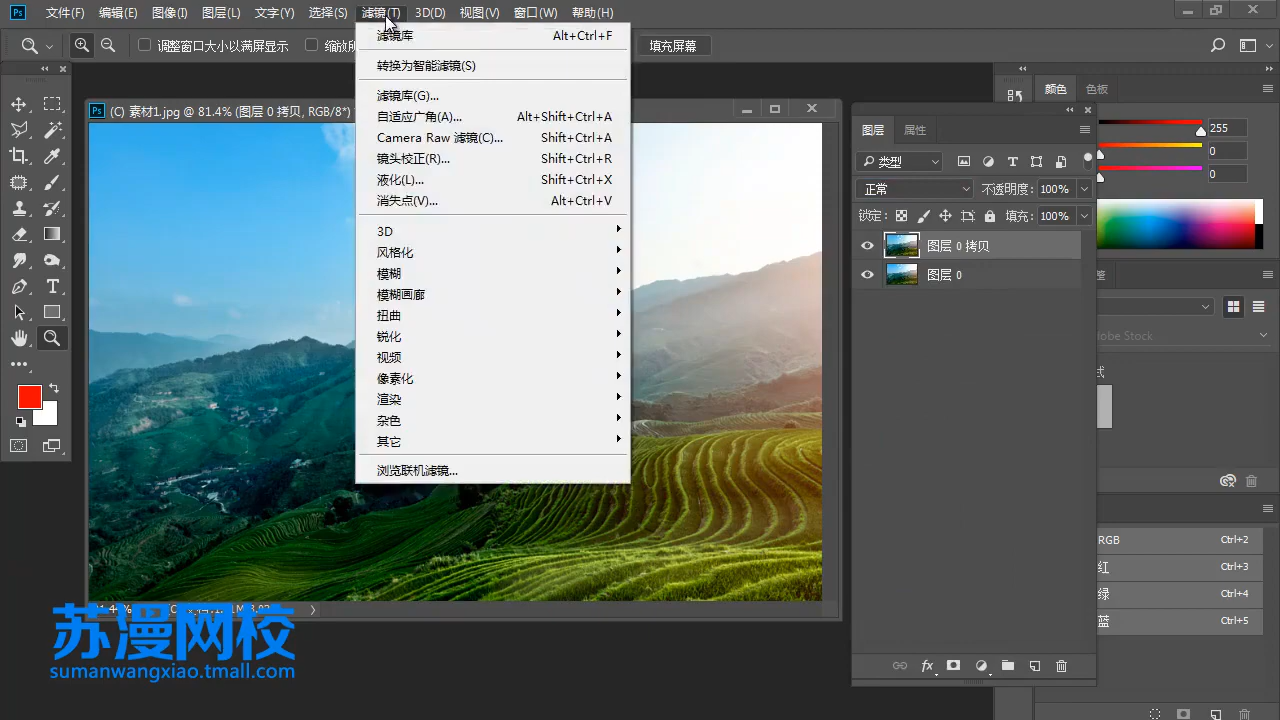 Ps 文件(F) 编辑(E) 图像(I) 图层(L) 文字(Y) 选择(S) 滤镜(T) 3D(D) 视图(V) 窗口(W) 帮助(H)
调整窗口大小以满屏显示
填充屏幕
滤镜库 Alt+Ctrl+F
转换为智能滤镜(S)
滤镜库(G)...
自适应广角(A)... Alt+Shift+Ctrl+A
Camera Raw 滤镜(C)... Shift+Ctrl+A
镜头校正(R)... Shift+Ctrl+R
液化(L)... Shift+Ctrl+X
消失点(V)... Alt+Ctrl+V
3D
风格化
模糊
模糊画廊
扭曲
锐化
视频
像素化
渲染
杂色
其它
浏览联机滤镜...
Ps (C) 素材1.jpg @ 81.4% (图层 0 拷贝, RGB/8*)
图层 属性
类型
正常 不透明度: 100%
锁定: 填充: 100%
图层 0 拷贝
图层 0
fx
颜色 色板
255
0
0
dobe Stock
RGB Ctrl+2
红 Ctrl+3
绿 Ctrl+4
蓝 Ctrl+5
苏漫网校
sumanwangxiao.tmall.com